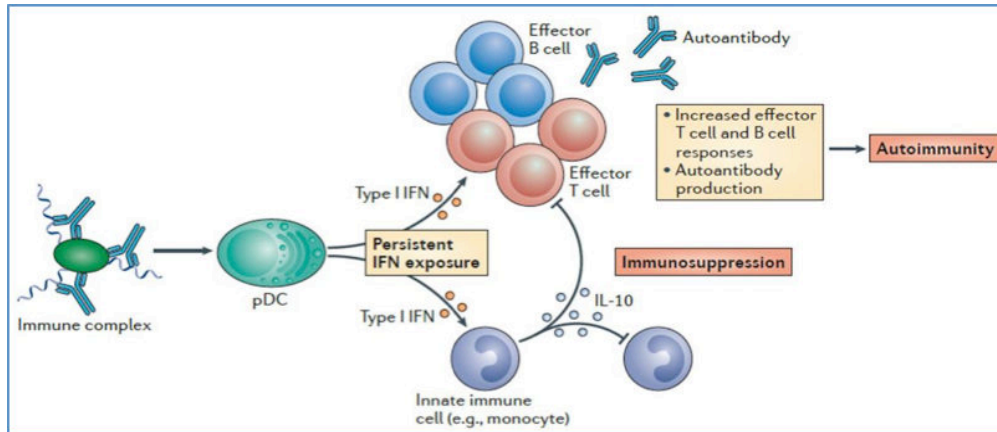 Effector
B cell
Autoantibody
• Increased effector
T cell and B cell
responses
• Autoantibody
production
Autoimmunity
Effector
T cell
Type I IFN
Persistent
IFN exposure
Immunosuppression
pDC
Immune complex
Type I IFN
IL-10
Innate immune
cell (e.g., monocyte)